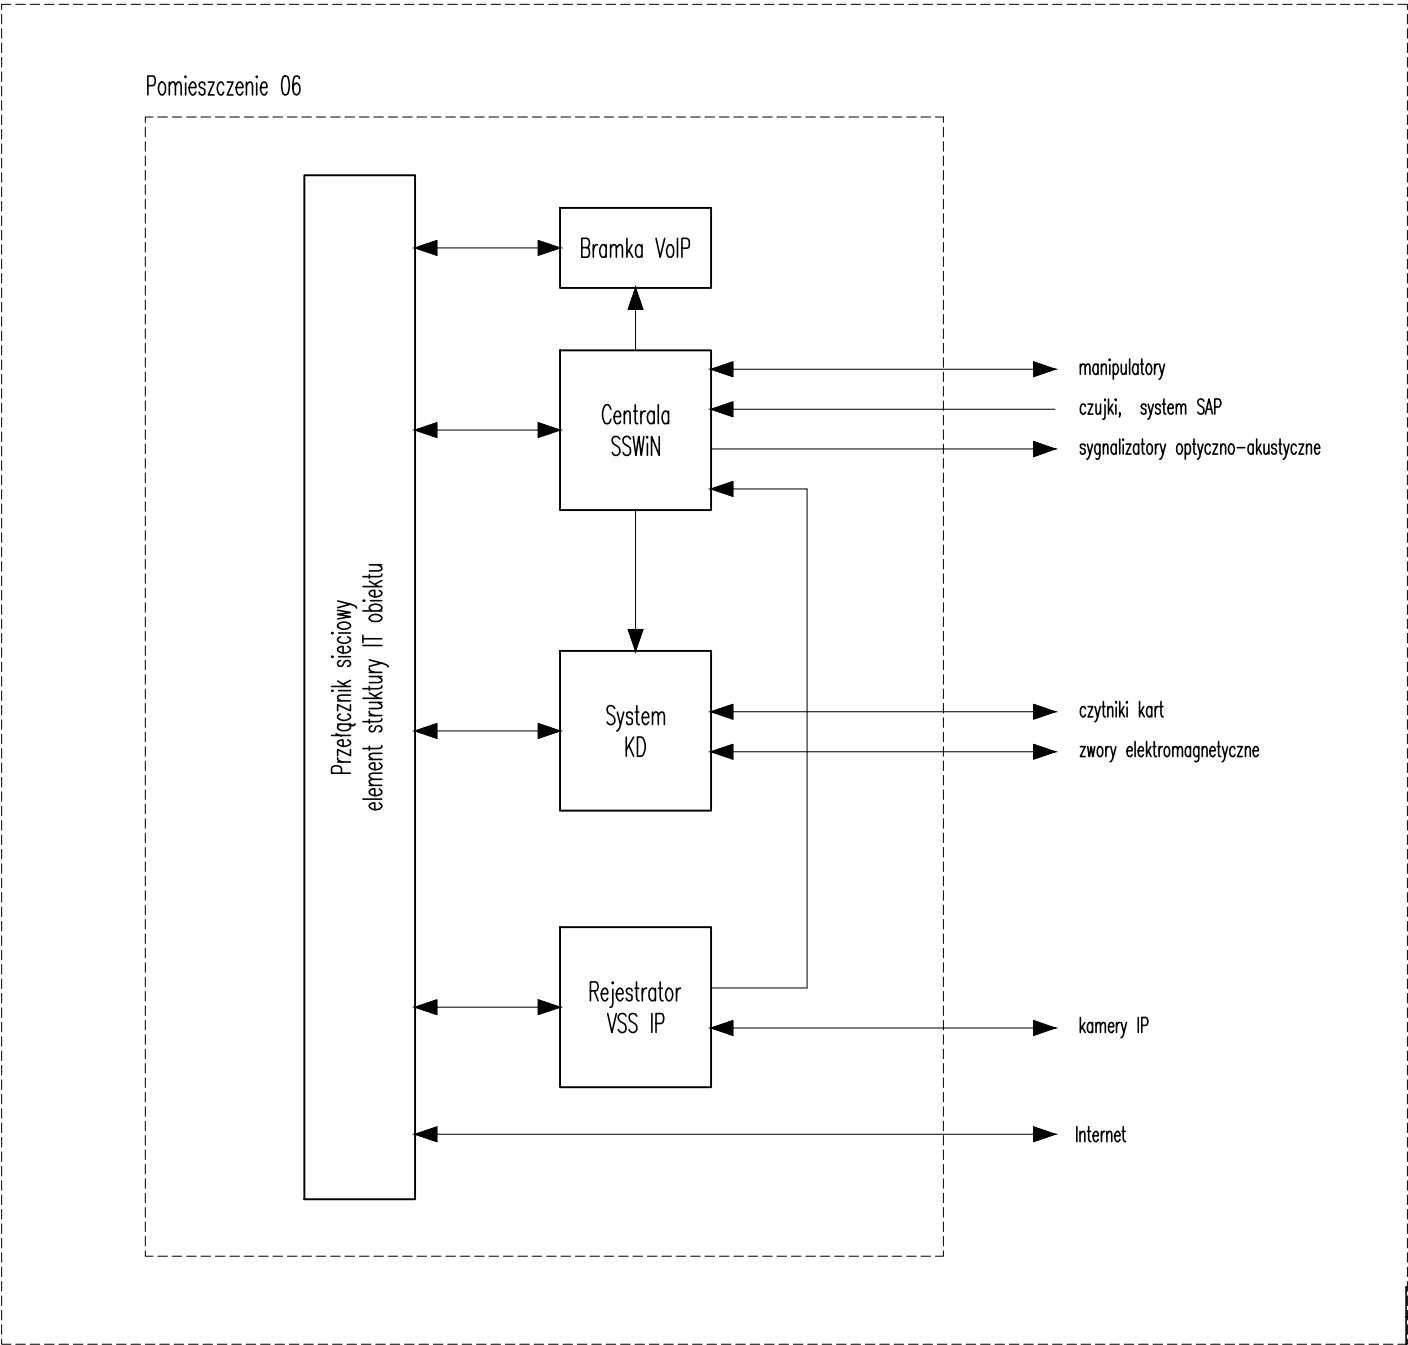 Pomieszczenie 06
Przełącznik sieciowy
element struktury IT obiektu
Bramka VoIP
Centrala
SSWiN
manipulatory
czujki, system SAP
sygnalizatory optyczno-akustyczne
System
KD
czytniki kart
zwory elektromagnetyczne
Rejestrator
VSS IP
kamery IP
Internet